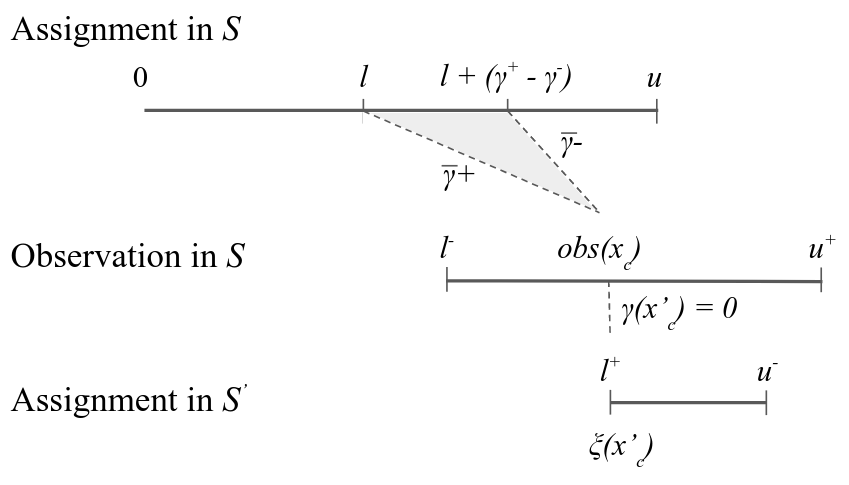 Assignment in S
0 l l + (γ⁺ - γ⁻) u
γ̅-
γ̅+
Observation in S l⁻ obs(x_c) u⁺
γ(x’_c) = 0
l⁺ u⁻
Assignment in S’
ξ(x’_c)